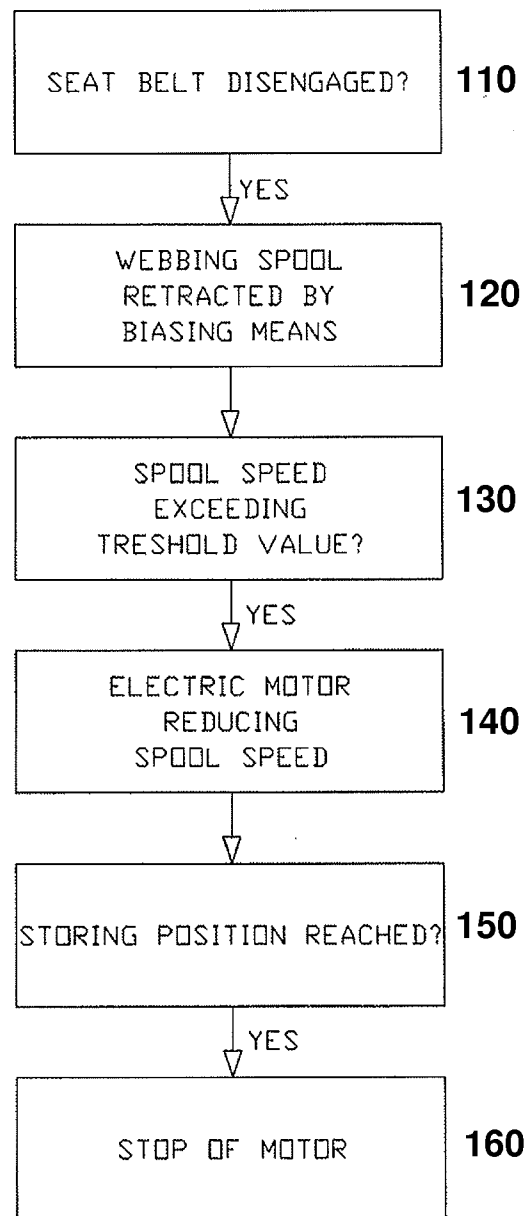 SEAT BELT DISENGAGED?
110
YES
WEBBING SPOOL
RETRACTED BY
BIASING MEANS
120
SPOOL SPEED
EXCEEDING
TRESHOLD VALUE?
130
YES
ELECTRIC MOTOR
REDUCING
SPOOL SPEED
140
STORING POSITION REACHED?
150
YES
STOP OF MOTOR
160